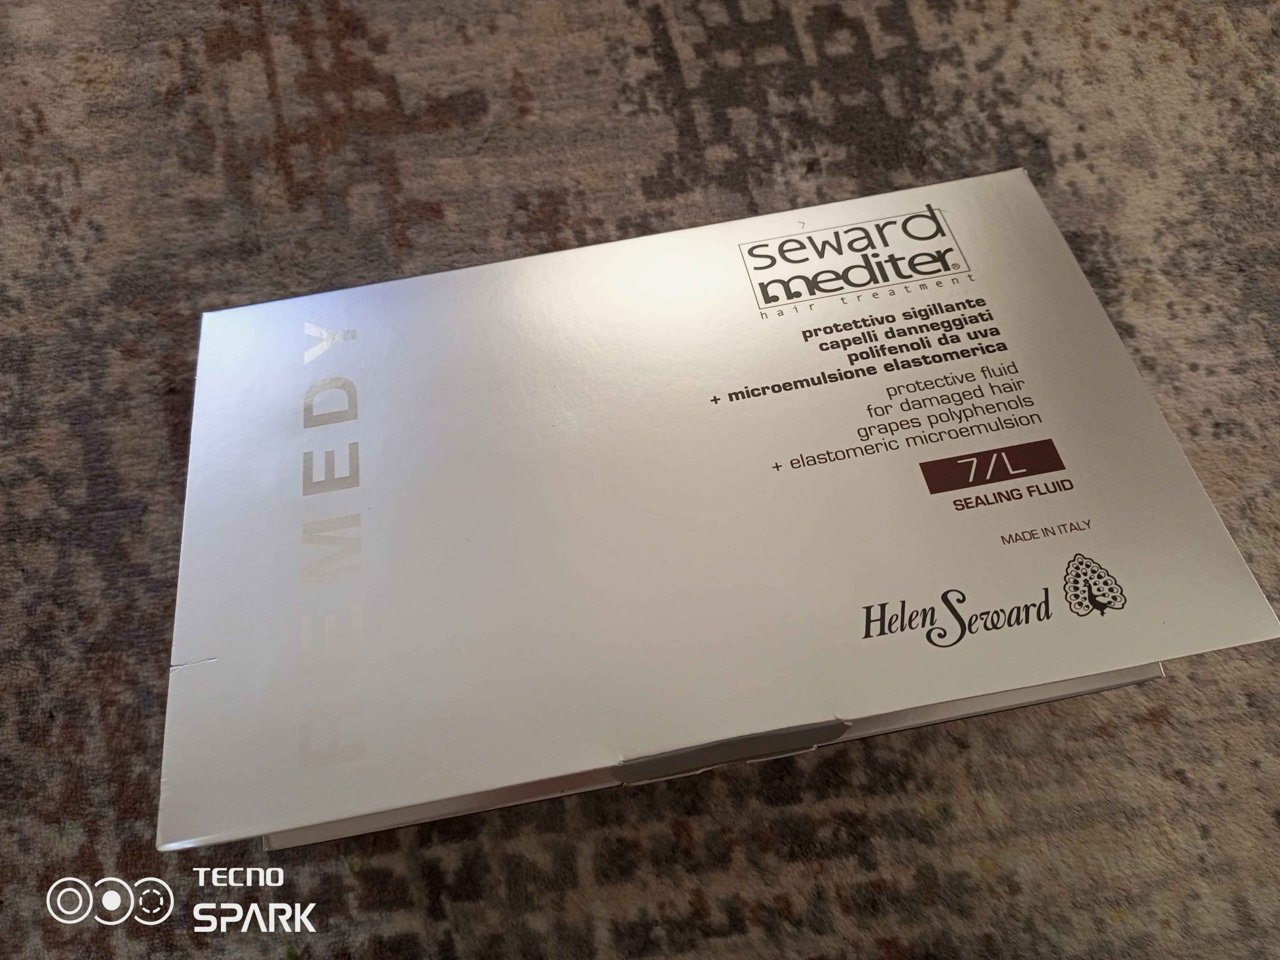 REMEDY
seward
mediter®
hair treatment
protettivo sigillante
capelli danneggiati
polifenoli da uva
+ microemulsione elastomerica
protective fluid
for damaged hair
grapes polyphenols
+ elastomeric microemulsion
7/L
SEALING FLUID
MADE IN ITALY
Helen Seward
TECNO
SPARK